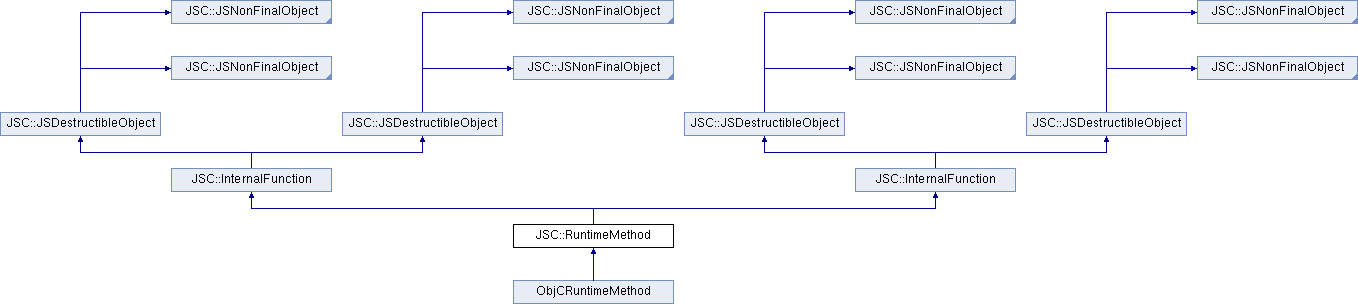 JSC::JSNonFinalObject
JSC::JSNonFinalObject
JSC::JSNonFinalObject
JSC::JSNonFinalObject
JSC::JSNonFinalObject
JSC::JSNonFinalObject
JSC::JSNonFinalObject
JSC::JSNonFinalObject
JSC::JSDestructibleObject
JSC::JSDestructibleObject
JSC::JSDestructibleObject
JSC::JSDestructibleObject
JSC::InternalFunction
JSC::InternalFunction
JSC::RuntimeMethod
ObjCRuntimeMethod